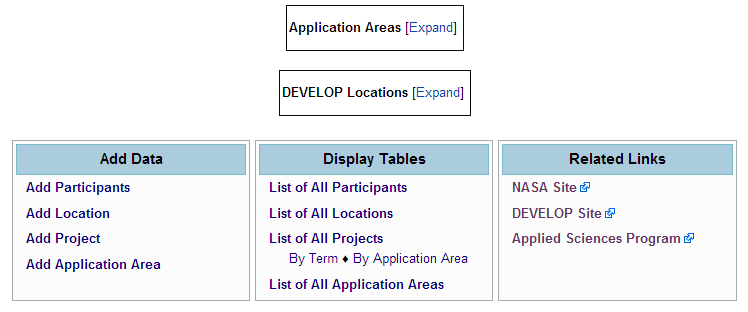 Application Areas [Expand]
DEVELOP Locations [Expand]
Add Data
Add Participants
Add Location
Add Project
Add Application Area
Display Tables
List of All Participants
List of All Locations
List of All Projects
By Term ♦ By Application Area
List of All Application Areas
Related Links
NASA Site
DEVELOP Site
Applied Sciences Program